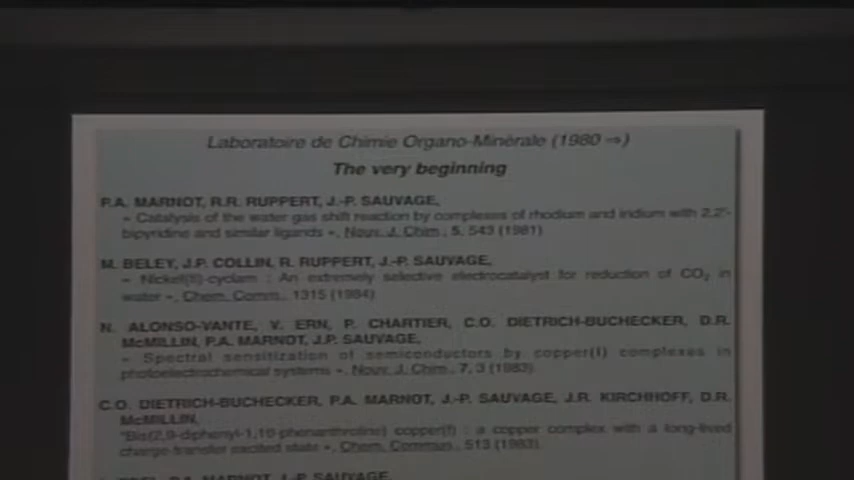 Laboratoire de Chimie Organo-Minérale (1980 ⇒)
The very beginning
P.A. MARNOT, R.R. RUPPERT, J.-P. SAUVAGE,
« Catalysis of the water gas shift reaction by complexes of rhodium and iridium with 2,2'-
bipyridine and similar ligands », Nouv. J. Chim., 5, 543 (1981)
M. BELEY, J.P. COLLIN, R. RUPPERT, J.-P. SAUVAGE,
« Nickel(II)-cyclam : An extremely selective electrocatalyst for reduction of CO₂ in
water », Chem. Comm., 1315 (1984)
N. ALONSO-VANTE, V. ERN, P. CHARTIER, C.O. DIETRICH-BUCHECKER, D.R.
McMILLIN, P.A. MARNOT, J.P. SAUVAGE,
« Spectral sensitization of semiconductors by copper(I) complexes in
photoelectrochemical systems », Nouv. J. Chim., 7, 3 (1983)
C.O. DIETRICH-BUCHECKER, P.A. MARNOT, J.-P. SAUVAGE, J.R. KIRCHHOFF, D.R.
McMILLIN,
"Bis(2,9-diphenyl-1,10-phenanthroline) copper(I) : a copper complex with a long-lived
charge-transfer excited state », Chem. Commun., 513 (1983)
MARNOT, J.-P. SAUVAGE,